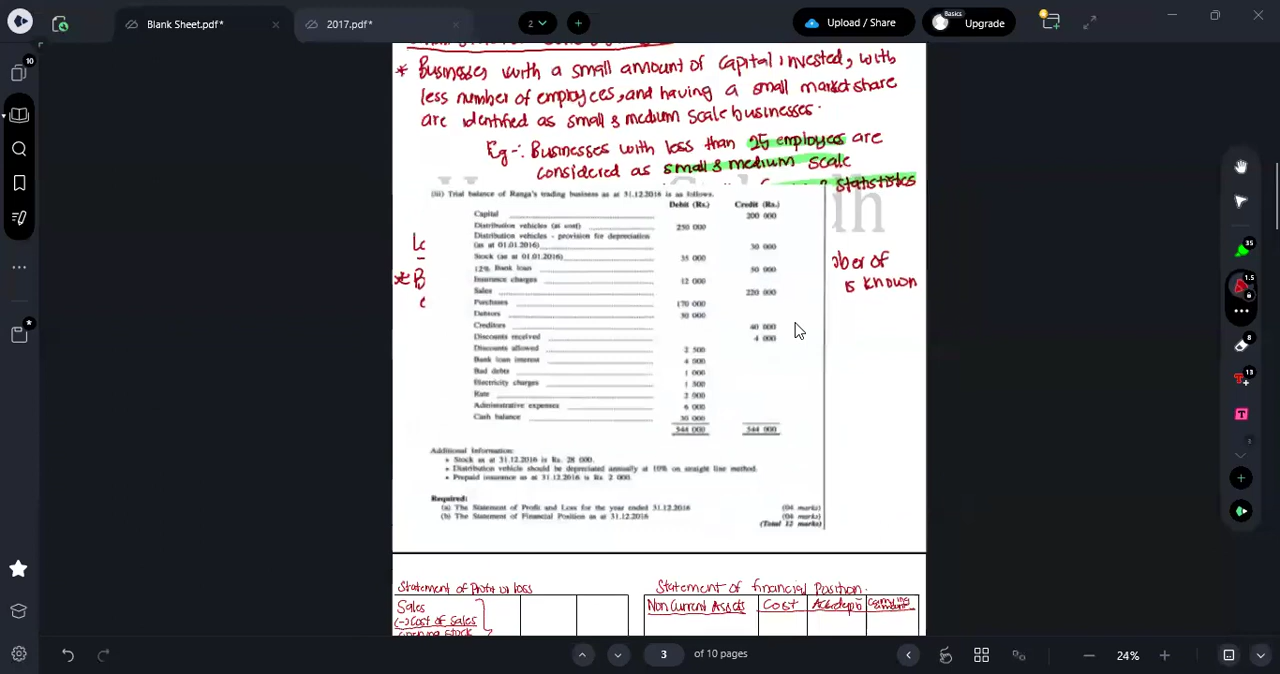 Blank Sheet.pdf*
2017.pdf*
2
Upload / Share
Basics
Upgrade
* Businesses with a small amount of capital invested, with
less number of employees, and having a small market share
are identified as small & medium scale businesses.
Eg -: Businesses with less than 25 employees are
considered as small & medium scale
statistics
(iii) Trial balance of Ranga's trading business as at 31.12.2016 is as follows.
Debit (Rs.) Credit (Rs.)
Capital 200 000
Distribution vehicles (at cost) 250 000
Distribution vehicles - provision for depreciation
(as at 01.01.2016) 30 000
Stock (as at 01.01.2016) 35 000
12% Bank loan 50 000
Insurance charges 12 000
Sales 220 000
Purchases 170 000
Debtors 30 000
Creditors 40 000
Discounts received 4 000
Discounts allowed 2 500
Bank loan interest 4 000
Bad debts 1 000
Electricity charges 1 500
Rate 2 000
Administrative expenses 6 000
Cash balance 30 000
544 000 544 000
ber of
is known
Additional Information:
• Stock as at 31.12.2016 is Rs. 28 000.
• Distribution vehicle should be depreciated annually at 10% on straight line method.
• Prepaid insurance as at 31.12.2016 is Rs. 2 000.
Required:
(a) The Statement of Profit and Loss for the year ended 31.12.2016 (04 marks)
(b) The Statement of Financial Position as at 31.12.2016 (04 marks)
(Total 12 marks)
Statement of Profit or loss
Statement of financial Position.
Sales
(-) Cost of sales
opening stock
Non Current Assets Cost Carrying amount
3 of 10 pages
24%